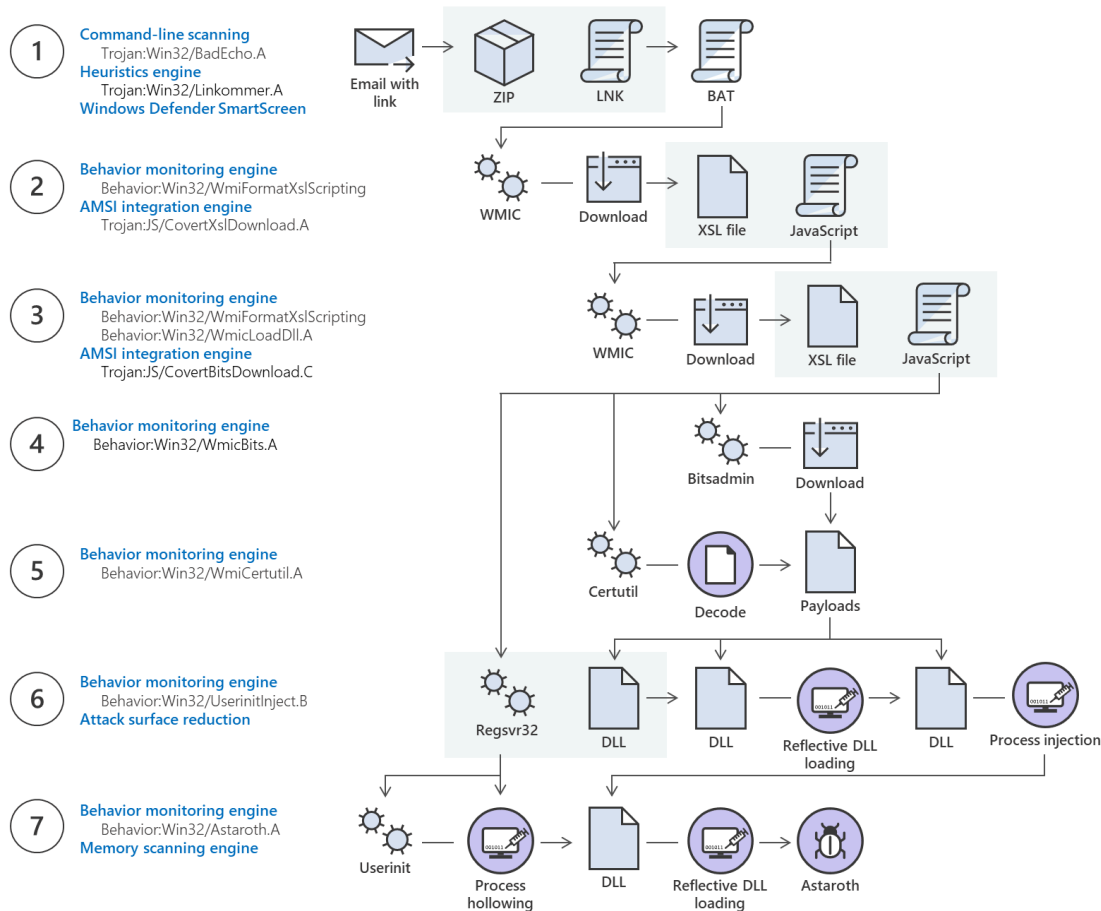 1
Command-line scanning
Trojan:Win32/BadEcho.A
Heuristics engine
Trojan:Win32/Linkommer.A
Windows Defender SmartScreen
Email with
link
ZIP
LNK
BAT
2
Behavior monitoring engine
Behavior:Win32/WmiFormatXslScripting
AMSI integration engine
Trojan:JS/CovertXslDownload.A
WMIC
Download
XSL file
JavaScript
3
Behavior monitoring engine
Behavior:Win32/WmiFormatXslScripting
Behavior:Win32/WmicLoadDll.A
AMSI integration engine
Trojan:JS/CovertBitsDownload.C
WMIC
Download
XSL file
JavaScript
4
Behavior monitoring engine
Behavior:Win32/WmicBits.A
Bitsadmin
Download
5
Behavior monitoring engine
Behavior:Win32/WmiCertutil.A
Certutil
Decode
Payloads
6
Behavior monitoring engine
Behavior:Win32/UserinitInject.B
Attack surface reduction
Regsvr32
DLL
DLL
001011
Reflective DLL
loading
DLL
001011
Process injection
7
Behavior monitoring engine
Behavior:Win32/Astaroth.A
Memory scanning engine
Userinit
001011
Process
hollowing
DLL
001011
Reflective DLL
loading
Astaroth